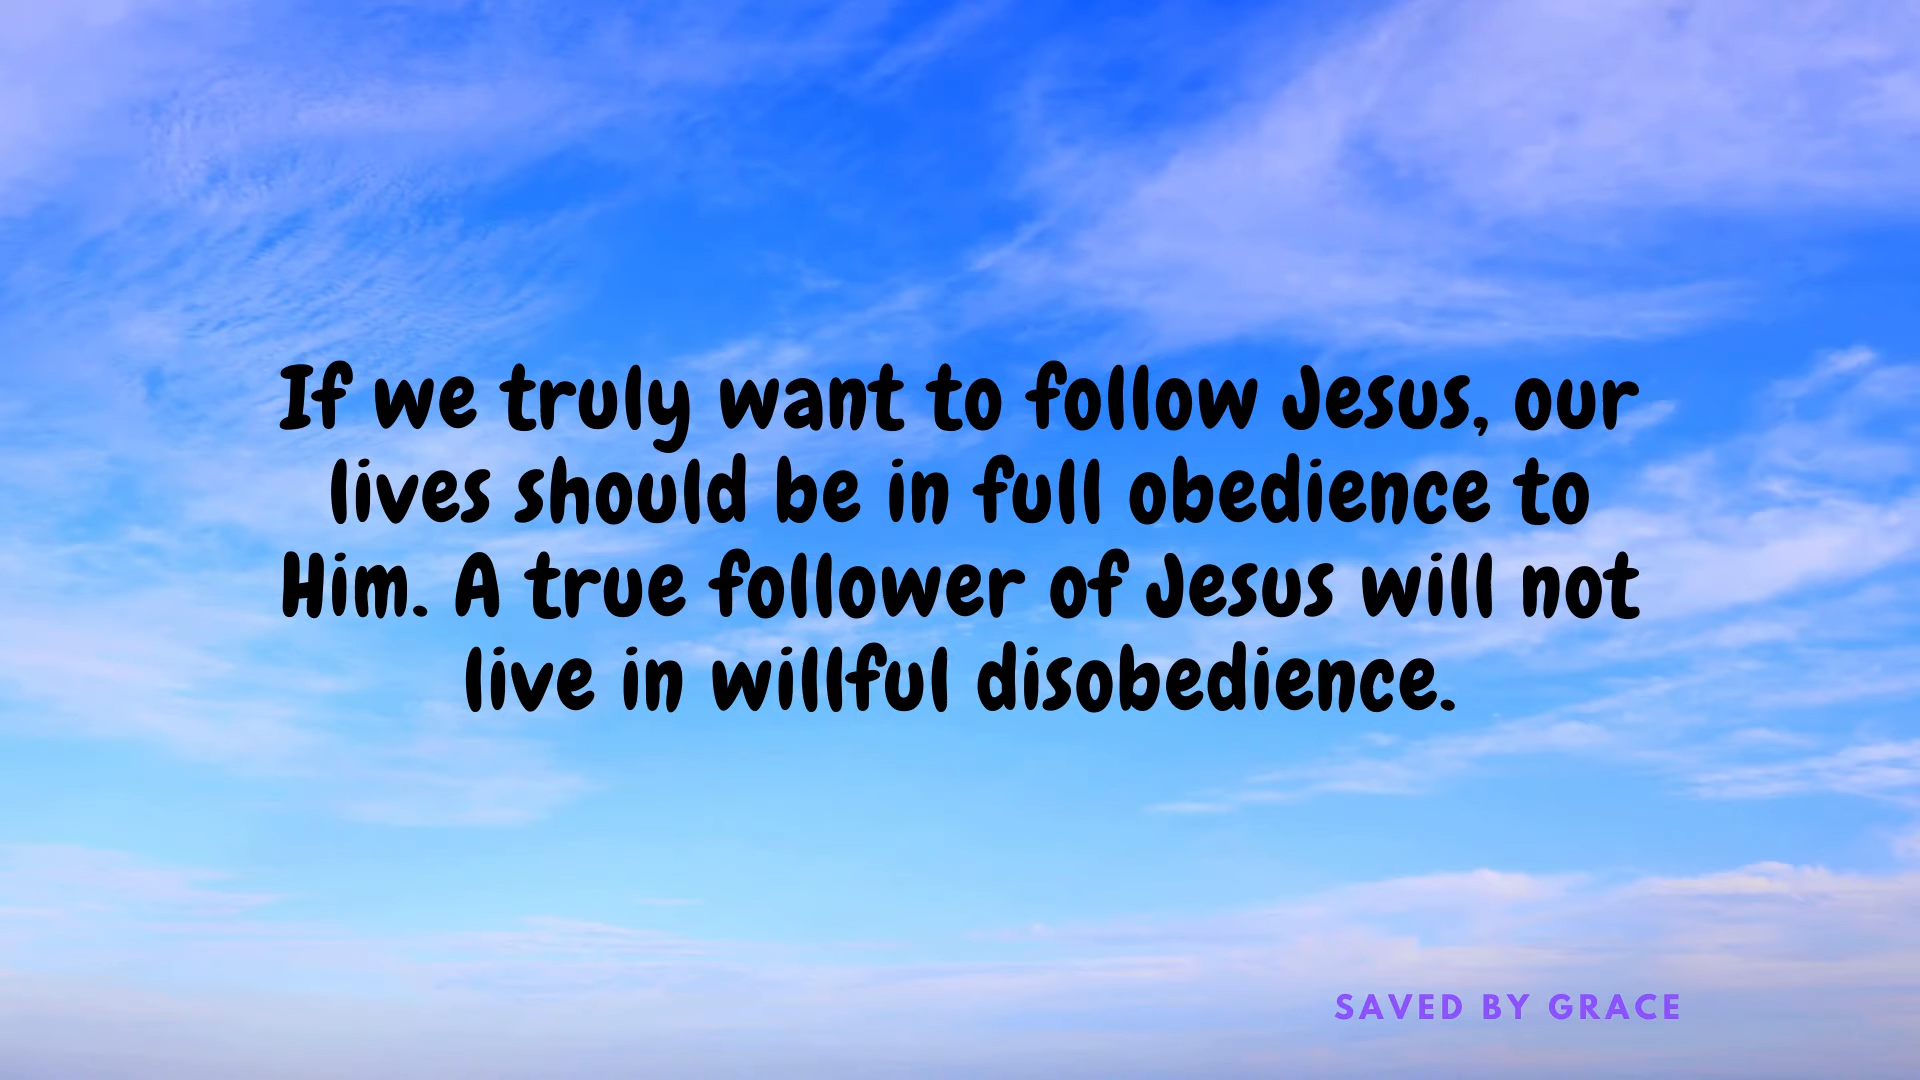 If we truly want to follow Jesus, our
lives should be in full obedience to
Him. A true follower of Jesus will not
live in willful disobedience.
SAVED BY GRACE